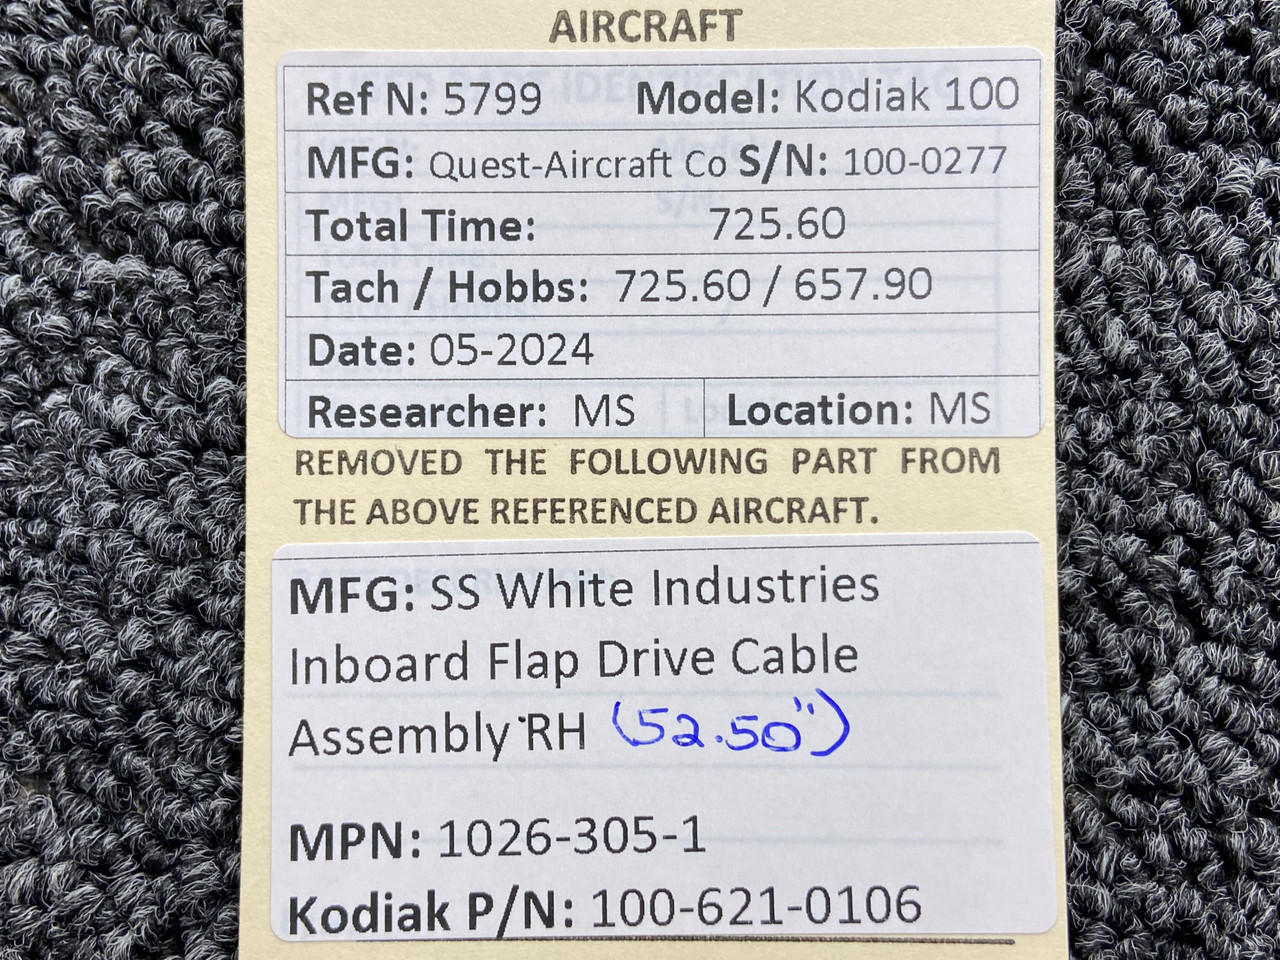 AIRCRAFT
Ref N: 5799 Model: Kodiak 100
MFG: Quest-Aircraft Co S/N: 100-0277
Total Time: 725.60
Tach / Hobbs: 725.60 / 657.90
Date: 05-2024
Researcher: MS Location: MS
REMOVED THE FOLLOWING PART FROM
THE ABOVE REFERENCED AIRCRAFT.
MFG: SS White Industries
Inboard Flap Drive Cable
Assembly RH (52.50")
MPN: 1026-305-1
Kodiak P/N: 100-621-0106